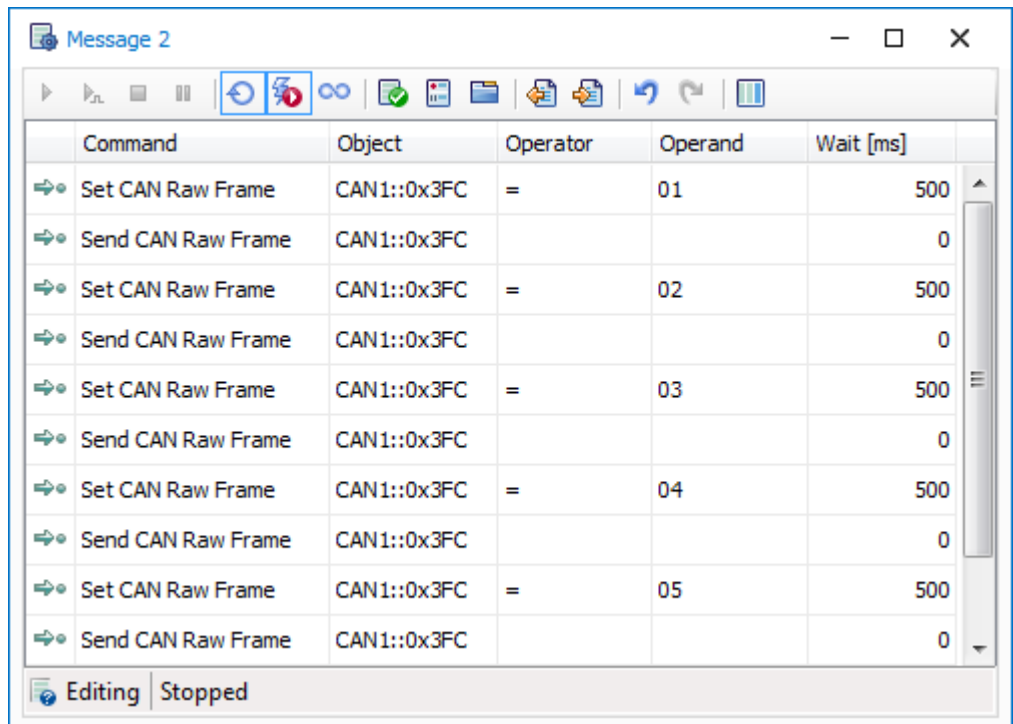 Message 2
Command Object Operator Operand Wait [ms]
Set CAN Raw Frame CAN1::0x3FC = 01 500
Send CAN Raw Frame CAN1::0x3FC 0
Set CAN Raw Frame CAN1::0x3FC = 02 500
Send CAN Raw Frame CAN1::0x3FC 0
Set CAN Raw Frame CAN1::0x3FC = 03 500
Send CAN Raw Frame CAN1::0x3FC 0
Set CAN Raw Frame CAN1::0x3FC = 04 500
Send CAN Raw Frame CAN1::0x3FC 0
Set CAN Raw Frame CAN1::0x3FC = 05 500
Send CAN Raw Frame CAN1::0x3FC 0
Editing Stopped